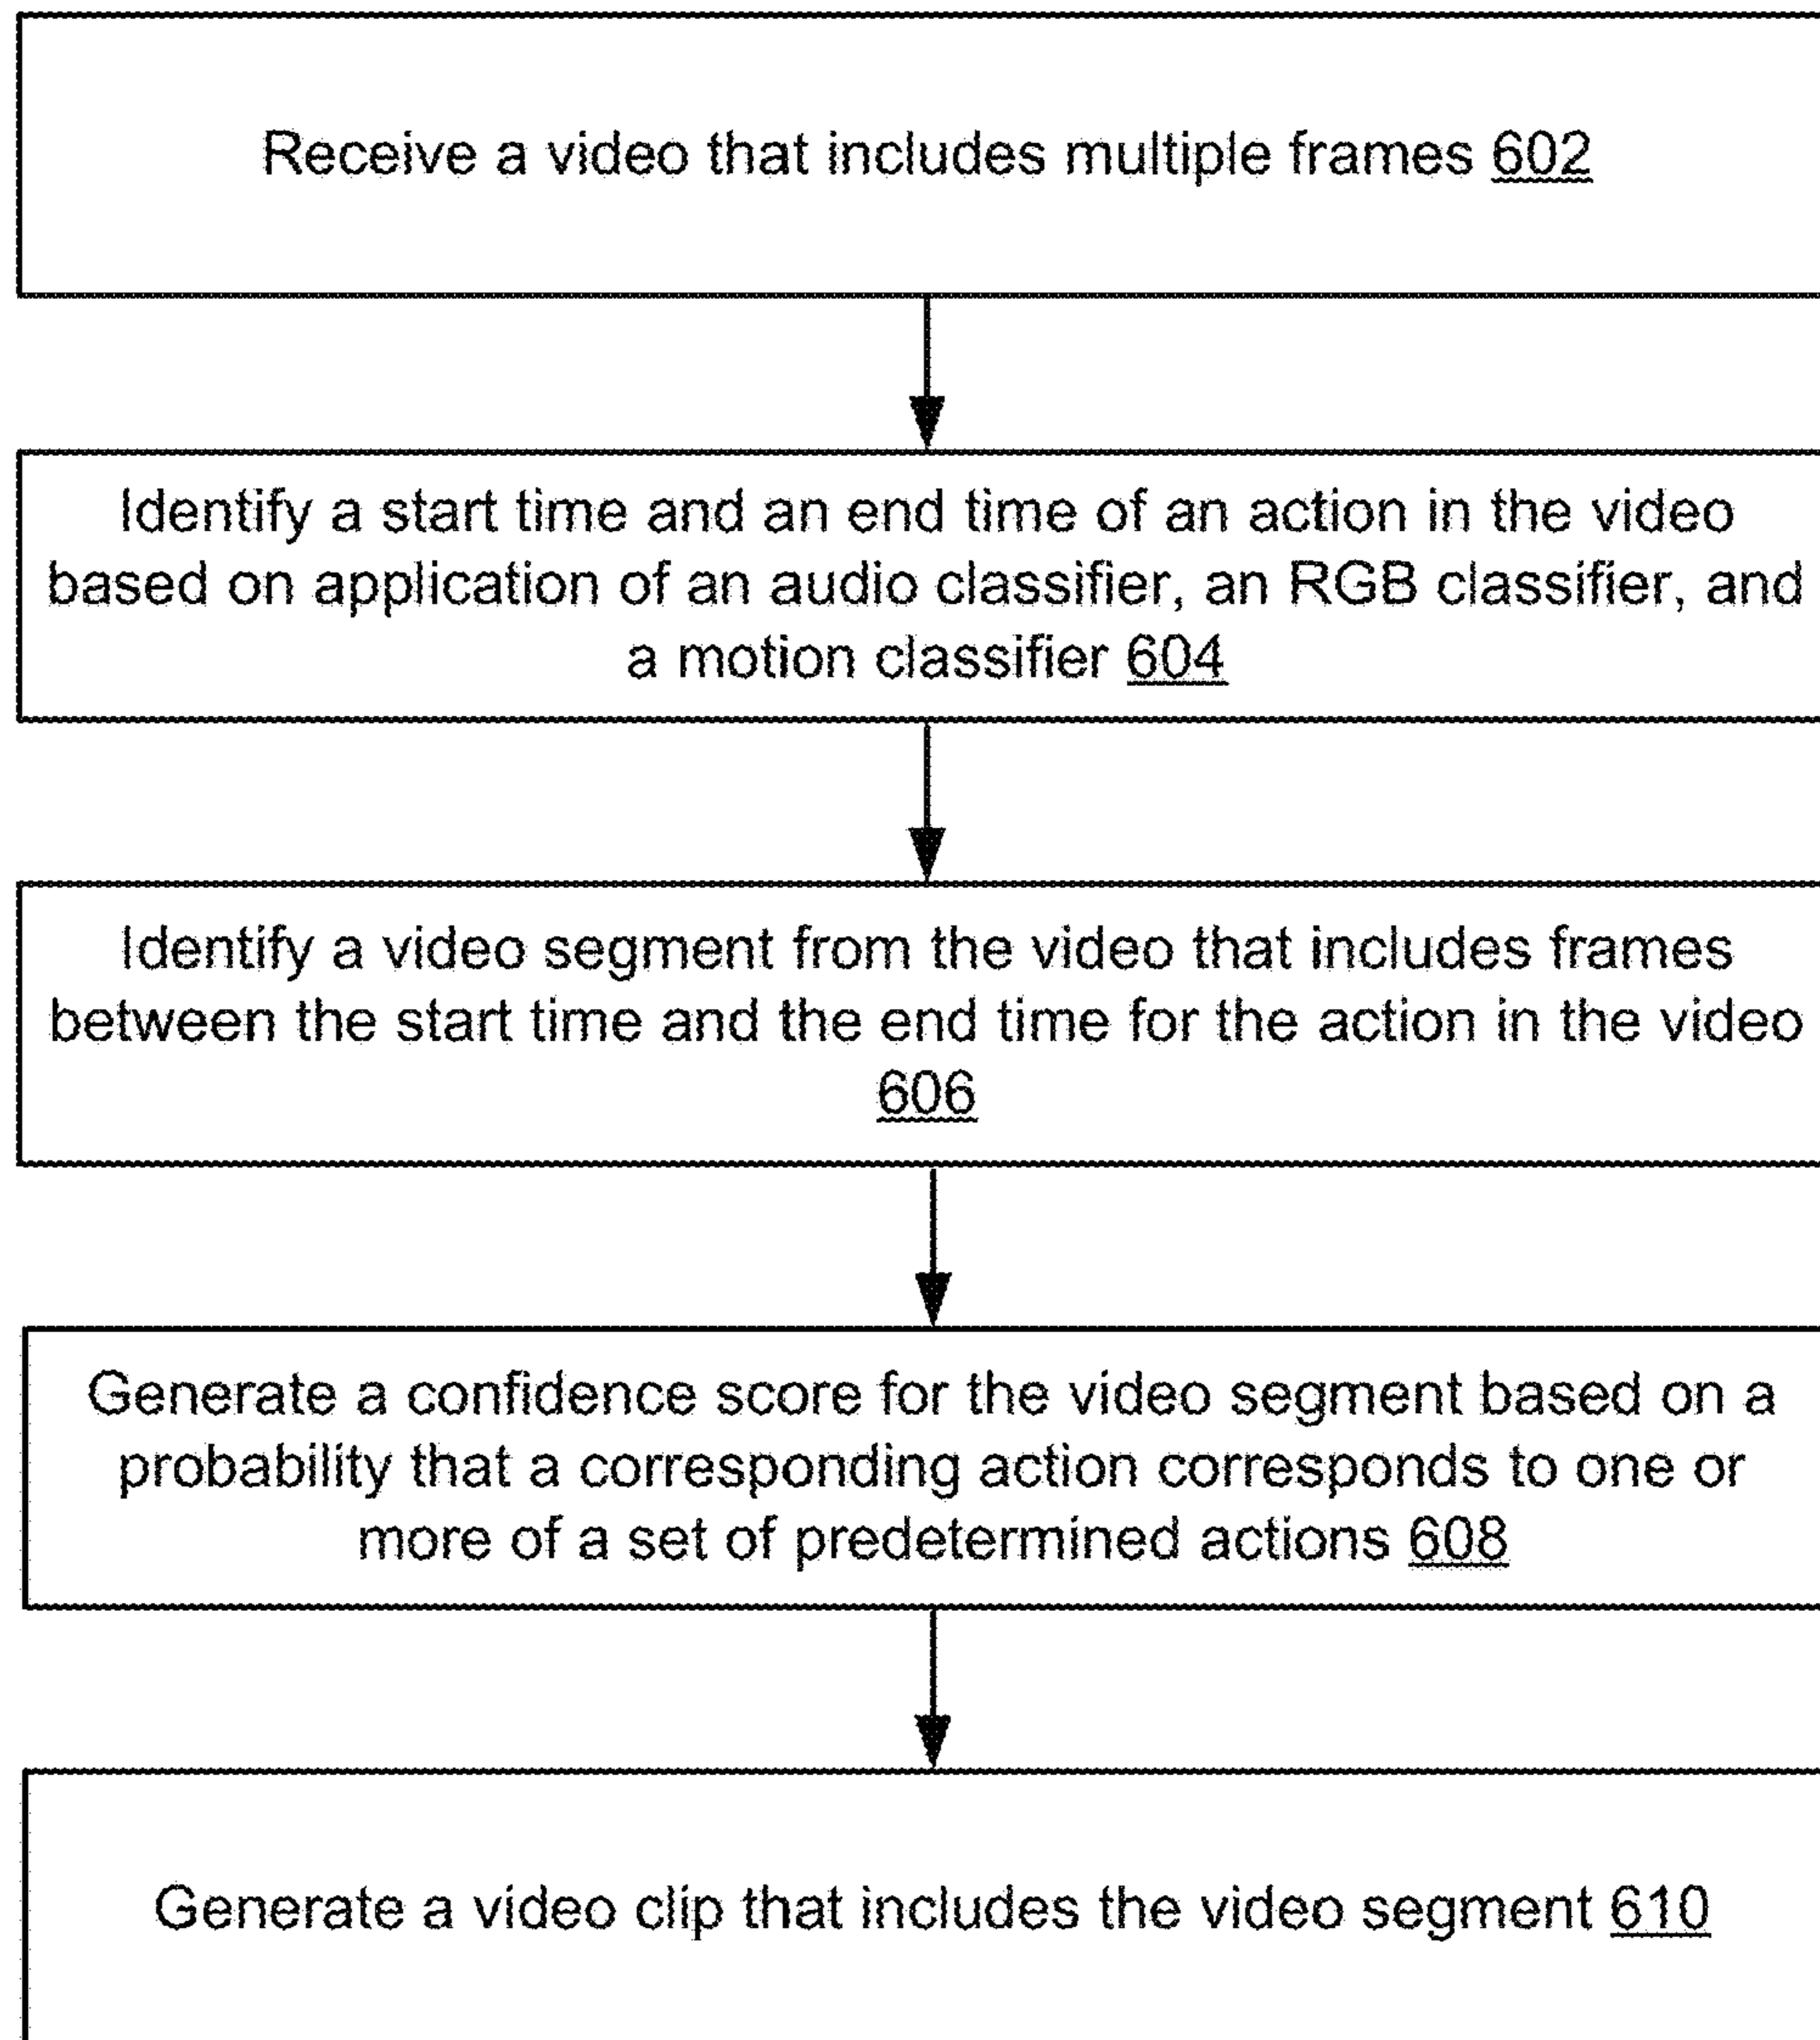 Receive a video that includes multiple frames 602
Identify a start time and an end time of an action in the video
based on application of an audio classifier, an RGB classifier, and
a motion classifier 604
Identify a video segment from the video that includes frames
between the start time and the end time for the action in the video
606
Generate a confidence score for the video segment based on a
probability that a corresponding action corresponds to one or
more of a set of predetermined actions 608
Generate a video clip that includes the video segment 610